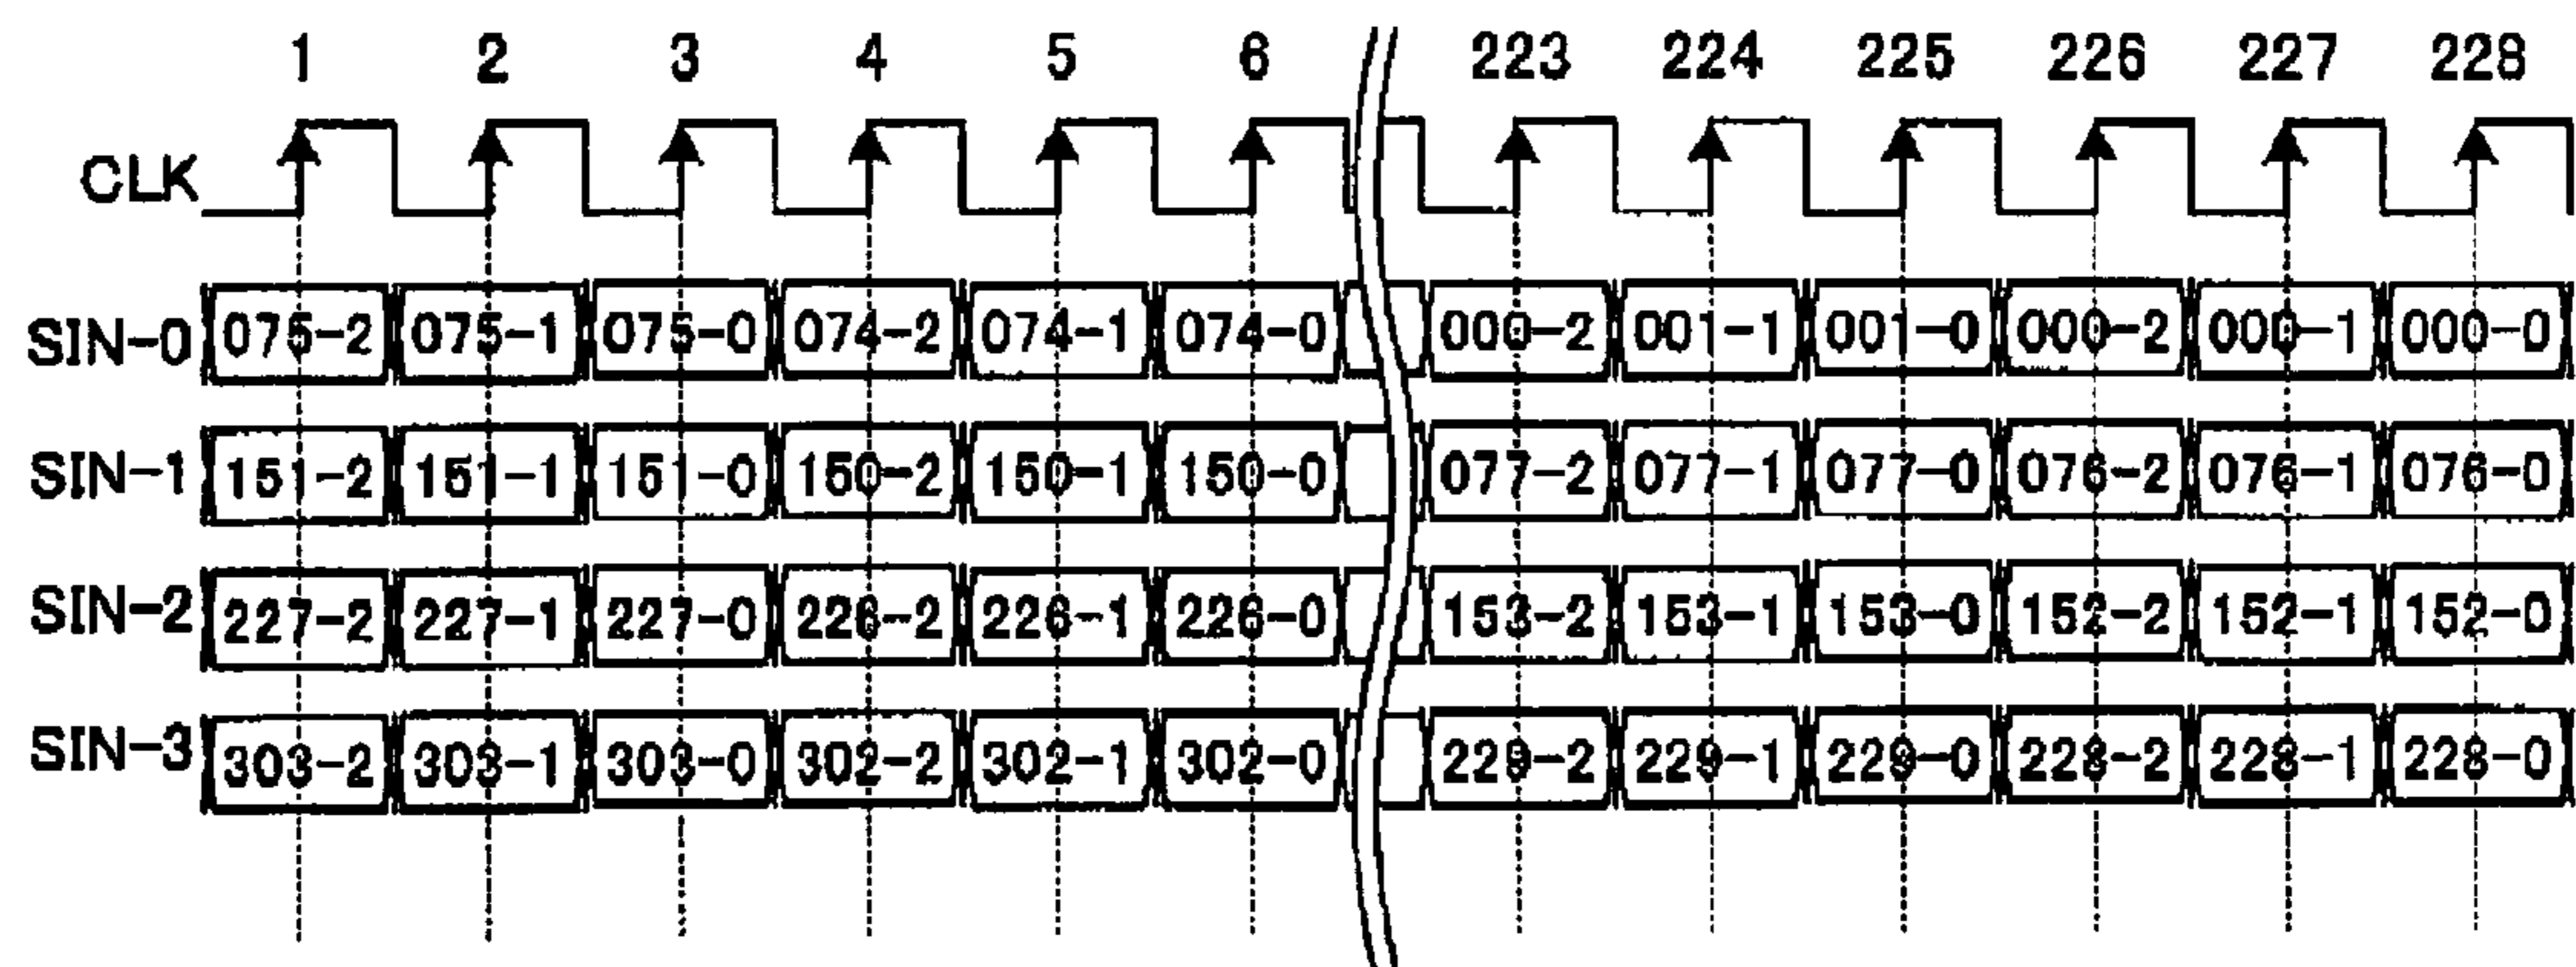 1 2 3 4 5 6 223 224 225 226 227 228
CLK
SIN-0 075-2 075-1 075-0 074-2 074-1 074-0 000-2 001-1 001-0 000-2 000-1 000-0
SIN-1 151-2 151-1 151-0 150-2 150-1 150-0 077-2 077-1 077-0 076-2 076-1 076-0
SIN-2 227-2 227-1 227-0 226-2 226-1 226-0 153-2 153-1 153-0 152-2 152-1 152-0
SIN-3 303-2 303-1 303-0 302-2 302-1 302-0 229-2 229-1 229-0 228-2 228-1 228-0